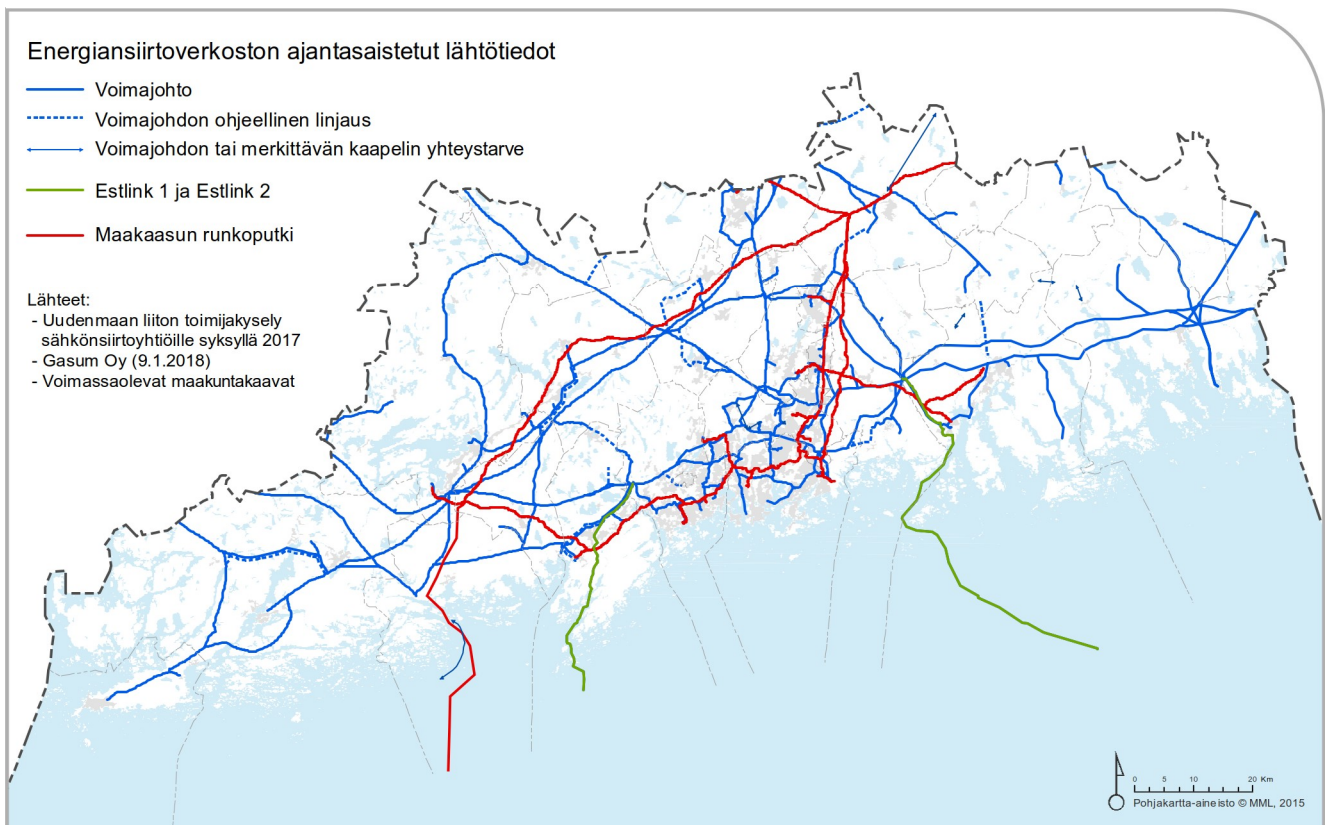 Energiansiirtoverkoston ajantasaistetut lähtötiedot
Voimajohto
Voimajohdon ohjeellinen linjaus
Voimajohdon tai merkittävän kaapelin yhteystarve
Estlink 1 ja Estlink 2
Maakaasun runkoputki
Lähteet:
- Uudenmaan liiton toimijakysely
sähkönsiirtoyhtiöille syksyllä 2017
- Gasum Oy (9.1.2018)
- Voimassaolevat maakuntakaavat
0 5 10 20 Km
Pohjakartta-aineisto © MML, 2015